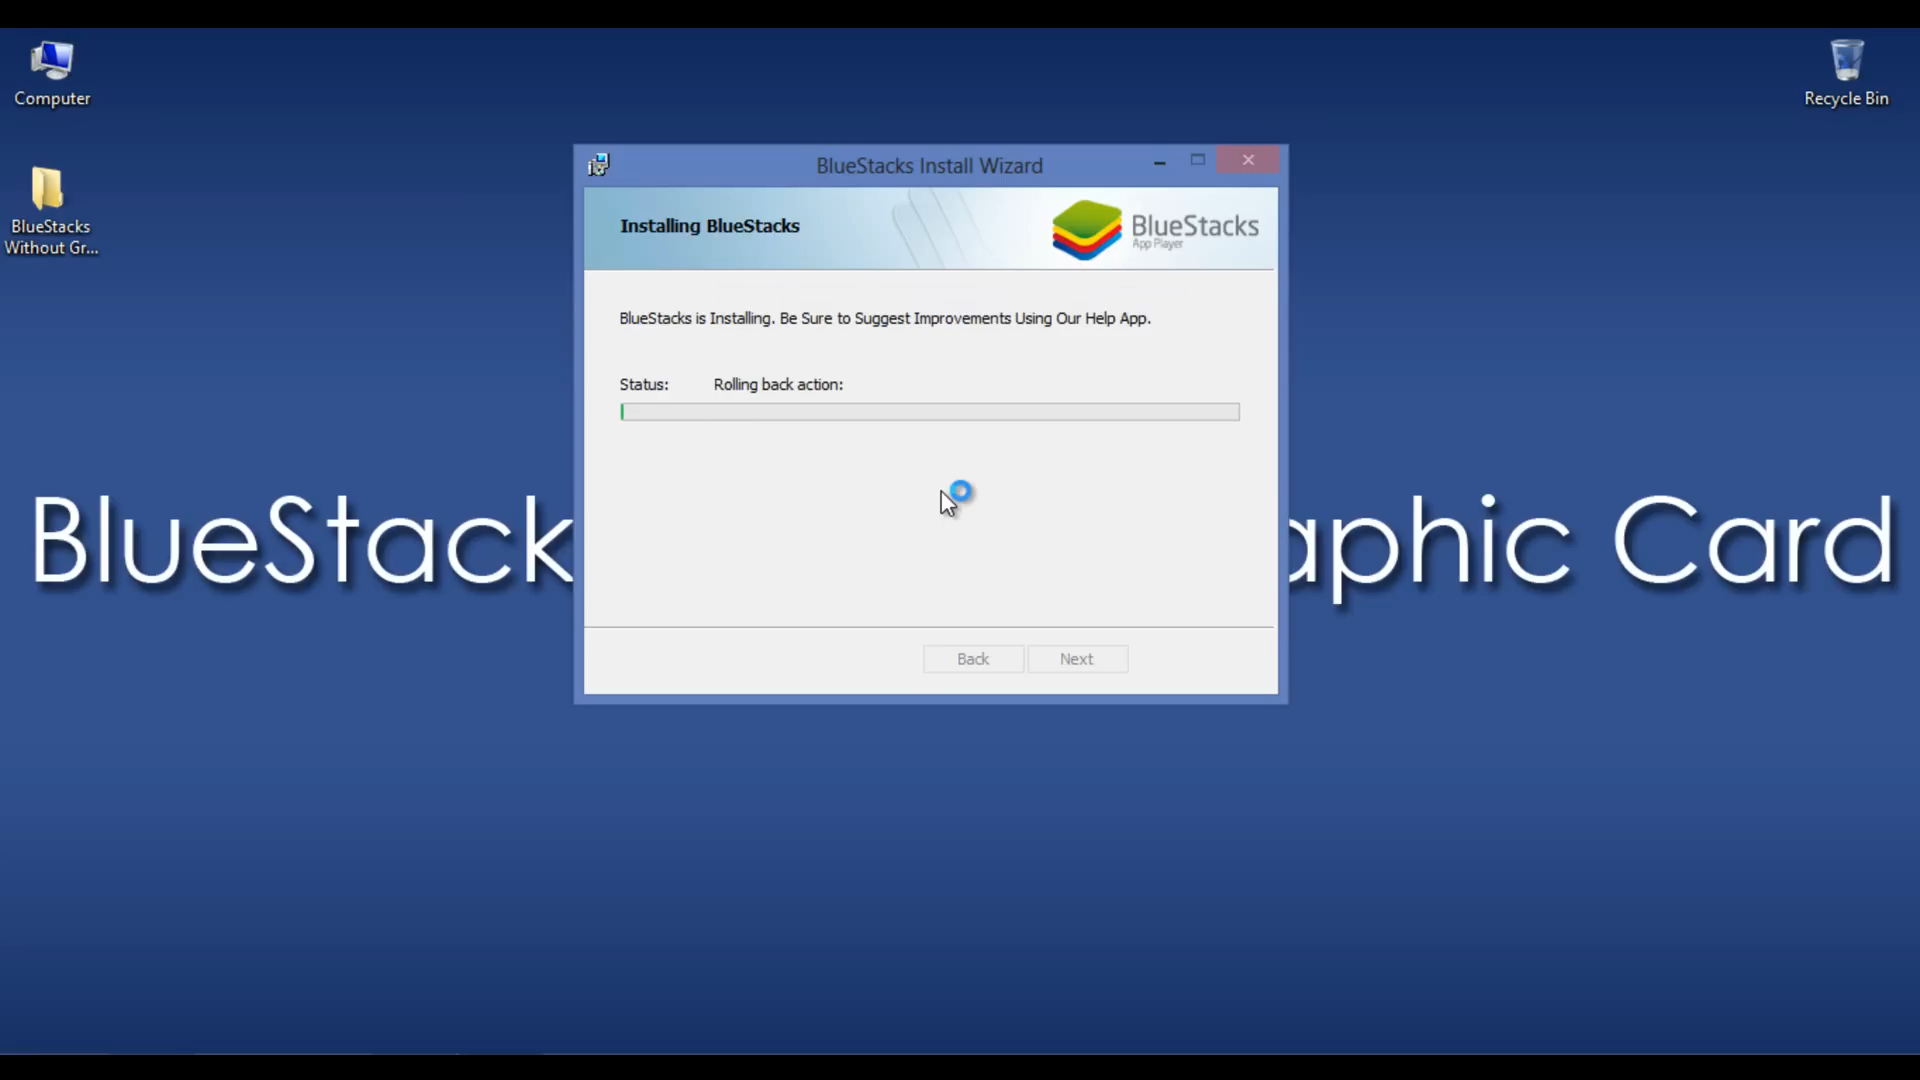 Computer
Recycle Bin
BlueStacks
Without Gr...
BlueStacks Install Wizard
Installing BlueStacks
BlueStacks
App Player
BlueStacks is Installing. Be Sure to Suggest Improvements Using Our Help App.
Status: Rolling back action:
BlueStack aphic Card
Back Next